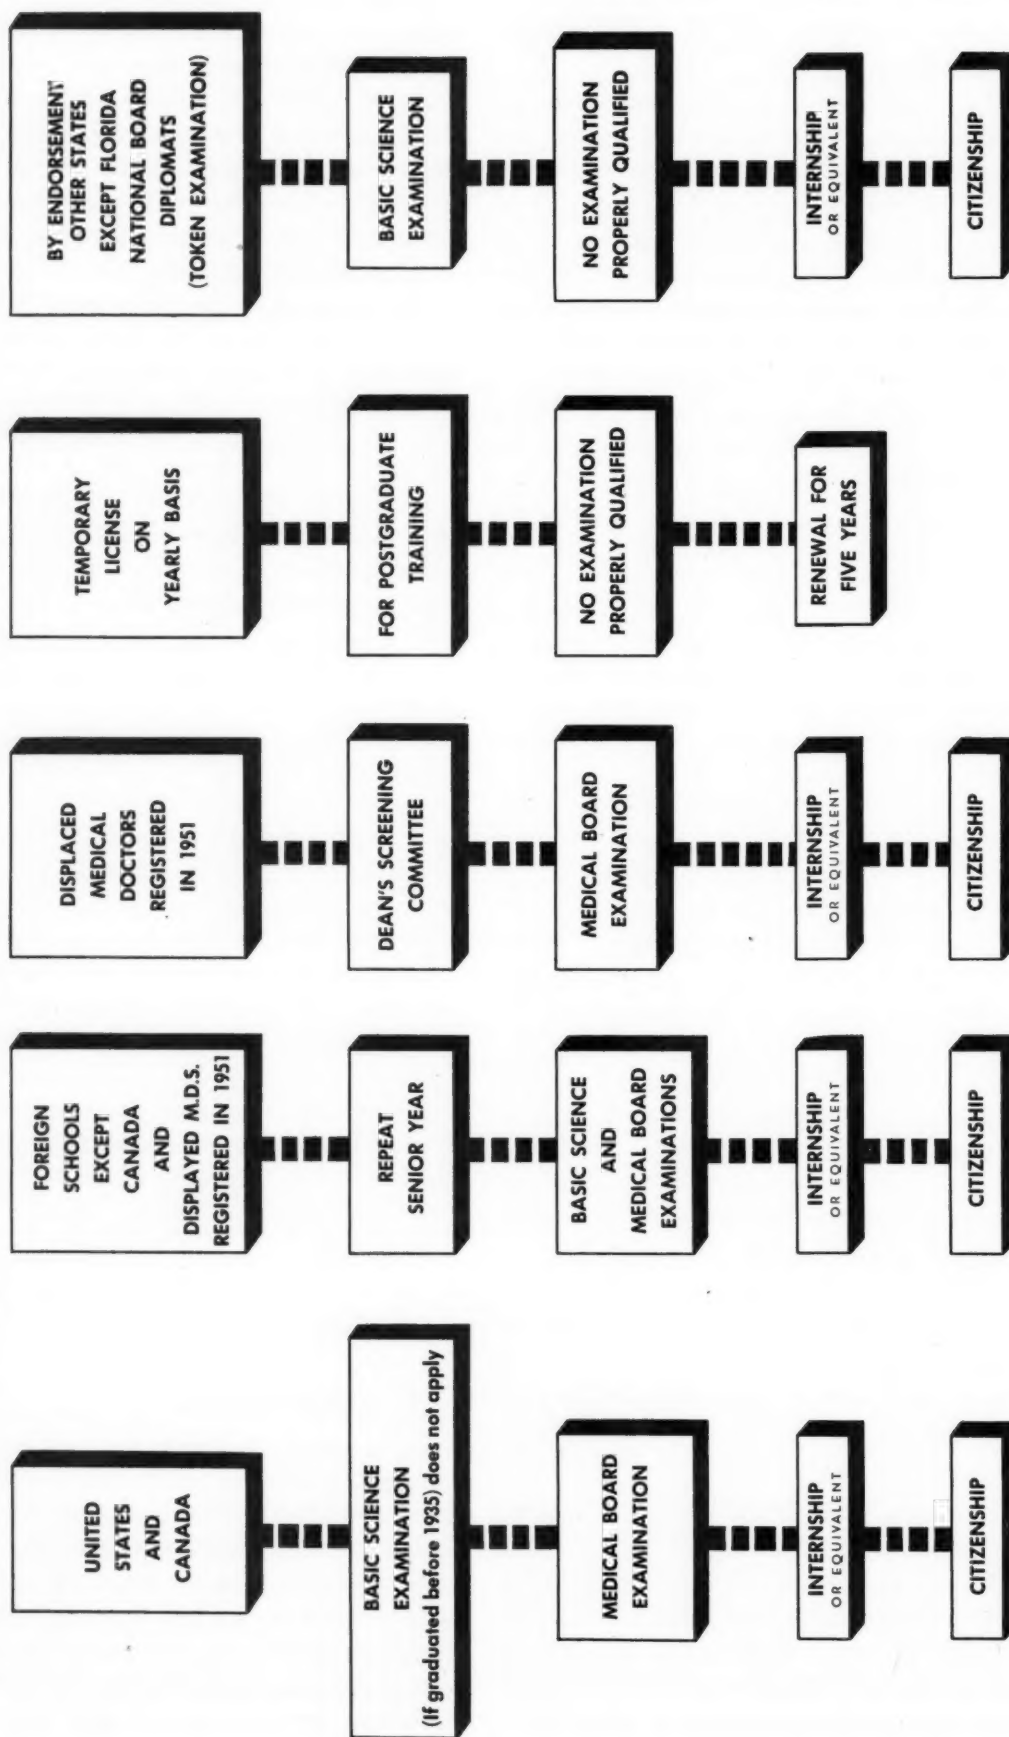 UNITED
STATES
AND
CANADA
BASIC SCIENCE
EXAMINATION
(If graduated before 1935) does not apply
MEDICAL BOARD
EXAMINATION
INTERNSHIP
OR EQUIVALENT
CITIZENSHIP
FOREIGN
SCHOOLS
EXCEPT
CANADA
AND
DISPLAYED M.D.S.
REGISTERED IN 1951
REPEAT
SENIOR YEAR
BASIC SCIENCE
AND
MEDICAL BOARD
EXAMINATIONS
INTERNSHIP
OR EQUIVALENT
CITIZENSHIP
DISPLACED
MEDICAL
DOCTORS
REGISTERED
IN 1951
DEAN'S SCREENING
COMMITTEE
MEDICAL BOARD
EXAMINATION
INTERNSHIP
OR EQUIVALENT
CITIZENSHIP
TEMPORARY
LICENSE
ON
YEARLY BASIS
FOR POSTGRADUATE
TRAINING
NO EXAMINATION
PROPERLY QUALIFIED
RENEWAL FOR
FIVE YEARS
BY ENDORSEMENT
OTHER STATES
EXCEPT FLORIDA
NATIONAL BOARD
DIPLOMATS
(TOKEN EXAMINATION)
BASIC SCIENCE
EXAMINATION
NO EXAMINATION
PROPERLY QUALIFIED
INTERNSHIP
OR EQUIVALENT
CITIZENSHIP